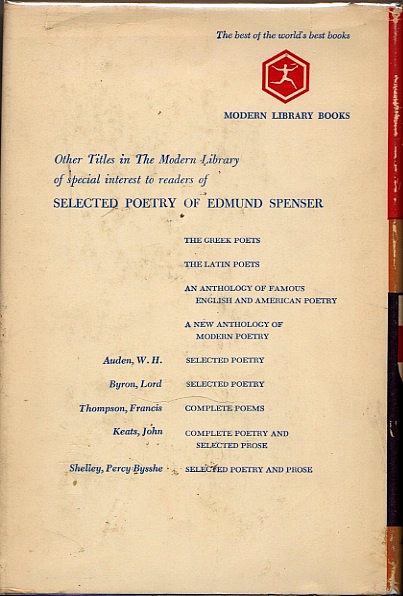 The best of the world's best books
MODERN LIBRARY BOOKS
Other Titles in The Modern Library
of special interest to readers of
SELECTED POETRY OF EDMUND SPENSER
THE GREEK POETS
THE LATIN POETS
AN ANTHOLOGY OF FAMOUS
ENGLISH AND AMERICAN POETRY
A NEW ANTHOLOGY OF
MODERN POETRY
Auden, W. H. SELECTED POETRY
Byron, Lord SELECTED POETRY
Thompson, Francis COMPLETE POEMS
Keats, John COMPLETE POETRY AND
SELECTED PROSE
Shelley, Percy Bysshe SELECTED POETRY AND PROSE